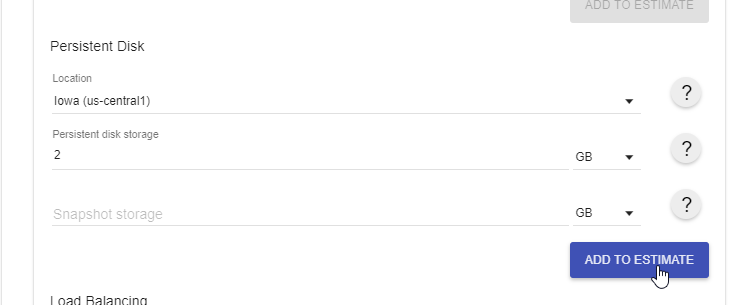 ADD TO ESTIMATE
Persistent Disk
Location
Iowa (us-central1)
?
Persistent disk storage
2
GB
?
Snapshot storage
GB
?
ADD TO ESTIMATE
Load Balancing